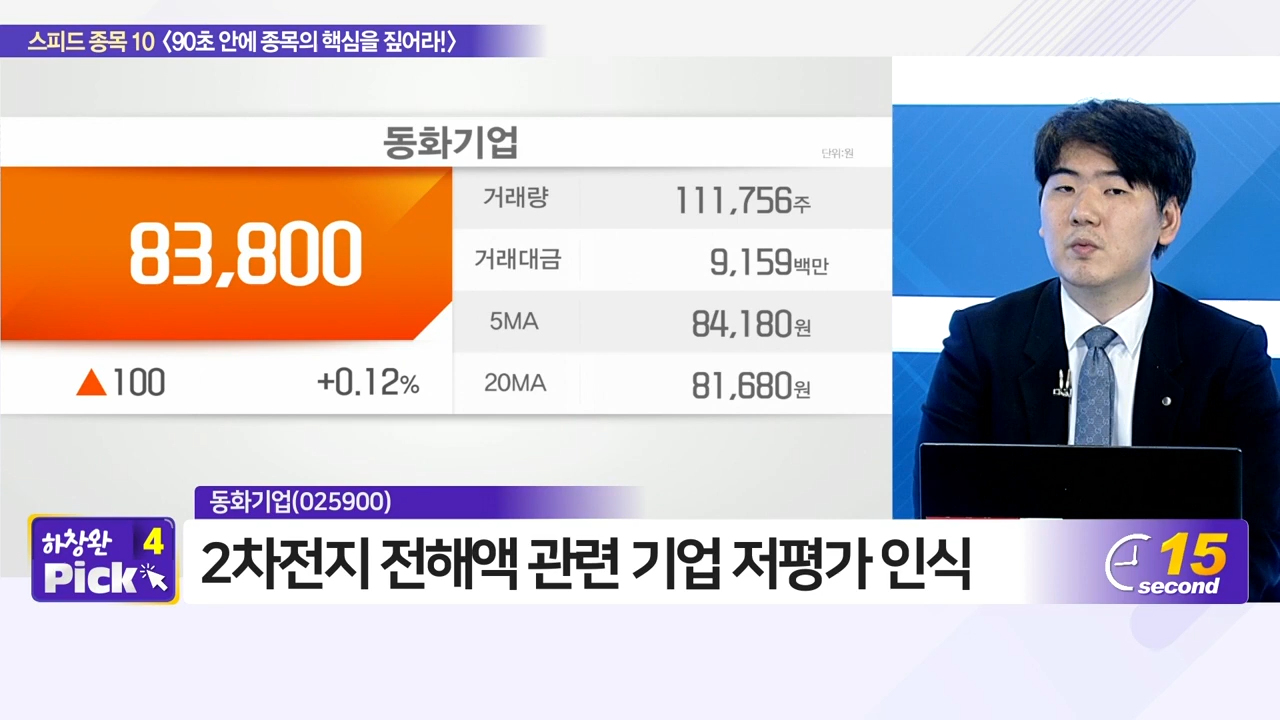 스피드 종목 10 <90초 안에 종목의 핵심을 짚어라!>
동화기업
단위:원
83,800
▲100 +0.12%
거래량 111,756주
거래대금 9,159백만
5MA 84,180원
20MA 81,680원
동화기업(025900)
하창완 4
Pick
2차전지 전해액 관련 기업 저평가 인식
15
second